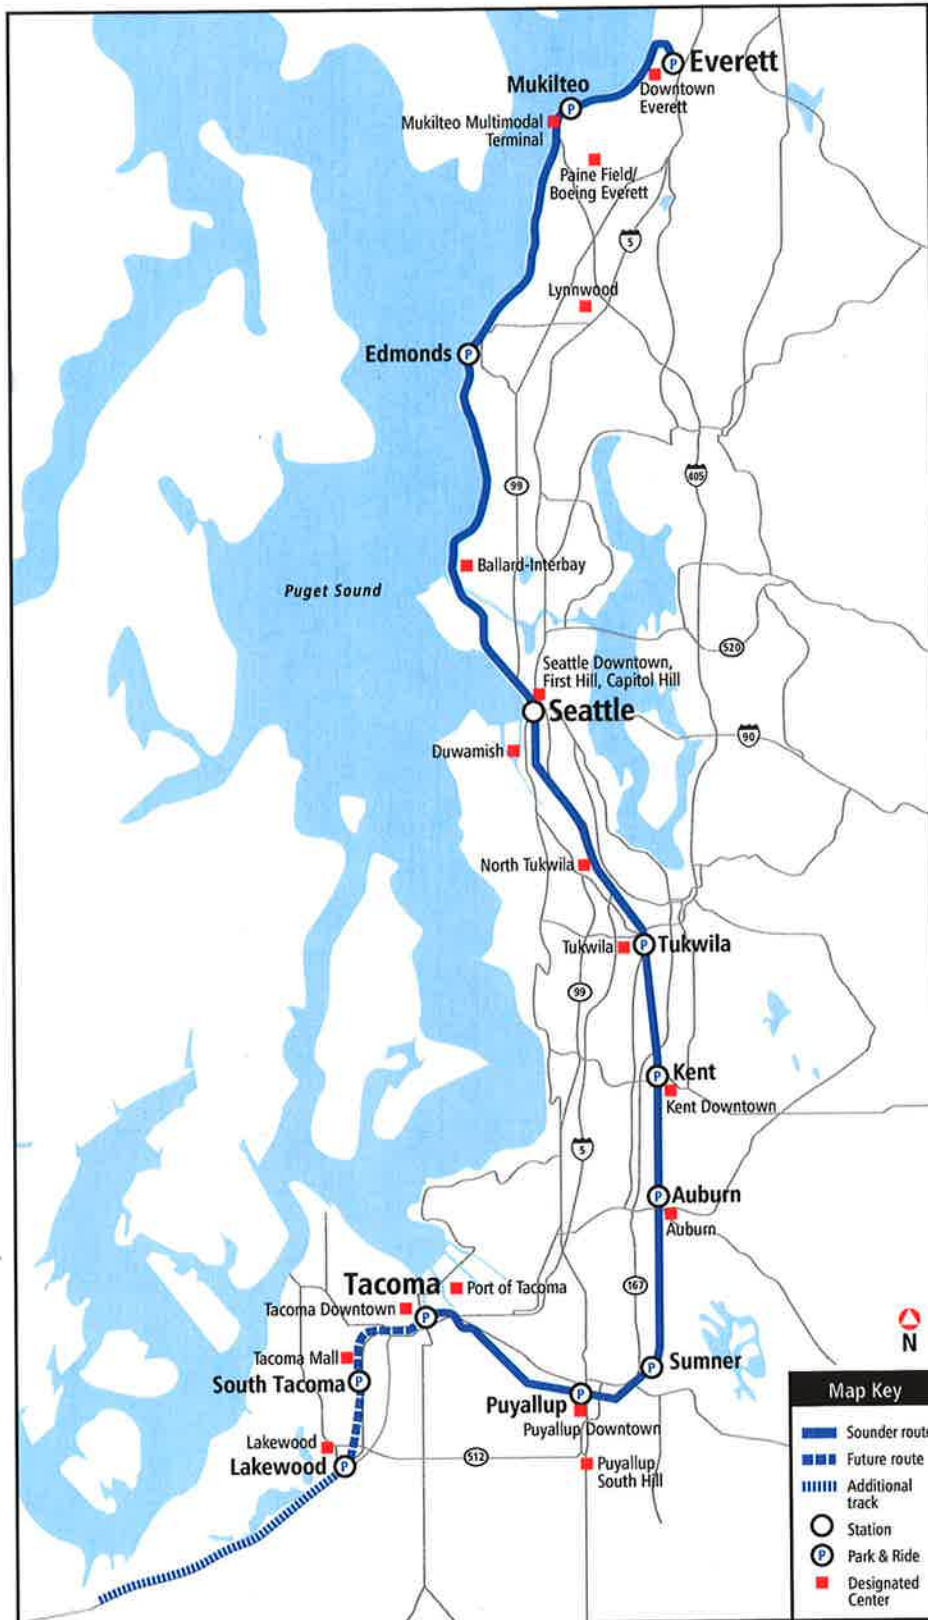 Everett
Downtown
Everett
Mukilteo
Mukilteo Multimodal
Terminal
Paine Field/
Boeing Everett
5
Lynnwood
Edmonds
405
99
Ballard-Interbay
Puget Sound
520
Seattle Downtown,
First Hill, Capitol Hill
Seattle
90
Duwamish
North Tukwila
Tukwila
Tukwila
99
Kent
Kent Downtown
5
Auburn
Auburn
167
Tacoma
Port of Tacoma
Tacoma Downtown
N
Tacoma Mall
South Tacoma
Sumner
Puyallup
Puyallup Downtown
Lakewood
Lakewood
512
Puyallup
South Hill
Map Key
Sounder route
Future route
Additional
track
Station
P
Park & Ride
Designated
Center